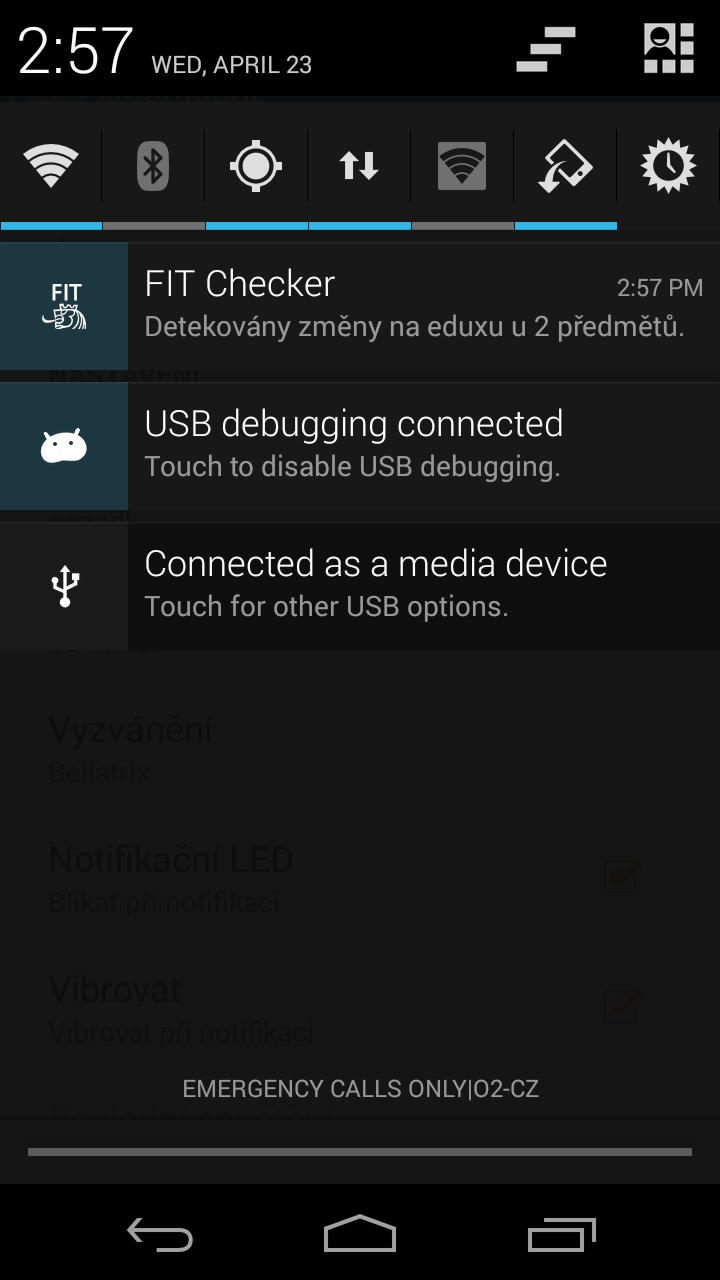 2:57 WED, APRIL 23
FIT
FIT Checker 2:57 PM
Detekovány změny na eduxu u 2 předmětů.
NASTAVENÍ
USB debugging connected
Touch to disable USB debugging.
pozadí
Connected as a media device
Touch for other USB options.
Vyzvánění
Bellatrix
Notifikační LED
Blikat při notifikaci
Vibrovat
Vibrovat při notifikaci
EMERGENCY CALLS ONLY|O2-CZ